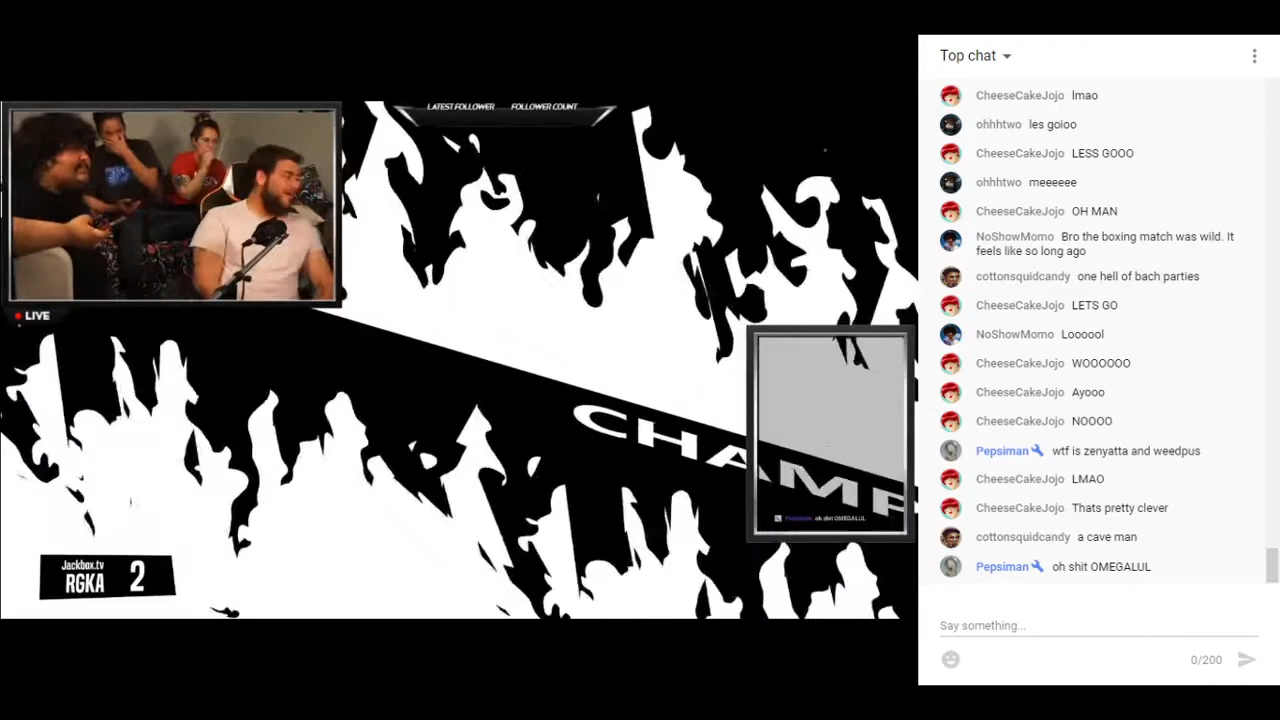 LATEST FOLLOWER FOLLOWER COUNT
LIVE
CHAMP
Pepsiman oh shit OMEGALUL
Jackbox.tv
RGKA 2
Top chat
CheeseCakeJojo lmao
ohhhtwo les goioo
CheeseCakeJojo LESS GOOO
ohhhtwo meeeeee
CheeseCakeJojo OH MAN
NoShowMomo Bro the boxing match was wild. It
feels like so long ago
cottonsquidcandy one hell of bach parties
CheeseCakeJojo LETS GO
NoShowMomo Loooool
CheeseCakeJojo WOOOOOO
CheeseCakeJojo Ayooo
CheeseCakeJojo NOOOO
Pepsiman wtf is zenyatta and weedpus
CheeseCakeJojo LMAO
CheeseCakeJojo Thats pretty clever
cottonsquidcandy a cave man
Pepsiman oh shit OMEGALUL
Say something...
0/200